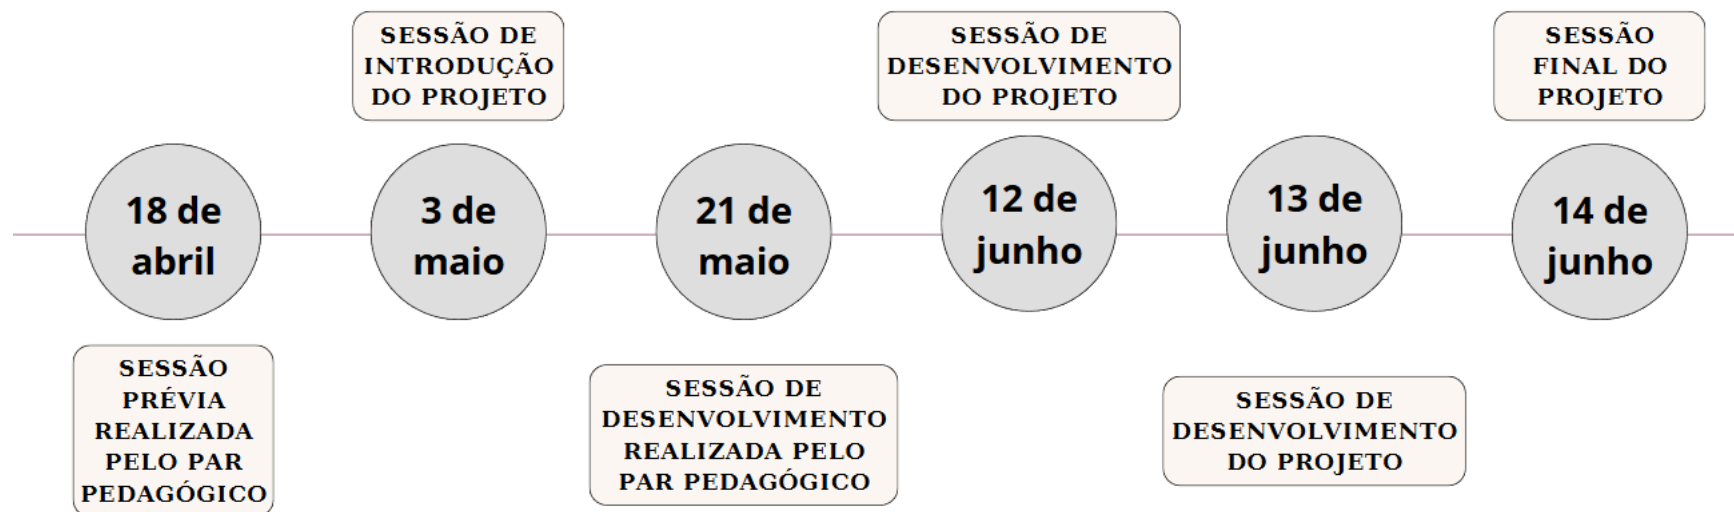 SESSÃO DE
INTRODUÇÃO
DO PROJETO
SESSÃO DE
DESENVOLVIMENTO
DO PROJETO
SESSÃO
FINAL DO
PROJETO
18 de
abril
3 de
maio
21 de
maio
12 de
junho
13 de
junho
14 de
junho
SESSÃO
PRÉVIA
REALIZADA
PELO PAR
PEDAGÓGICO
SESSÃO DE
DESENVOLVIMENTO
REALIZADA PELO
PAR PEDAGÓGICO
SESSÃO DE
DESENVOLVIMENTO
DO PROJETO